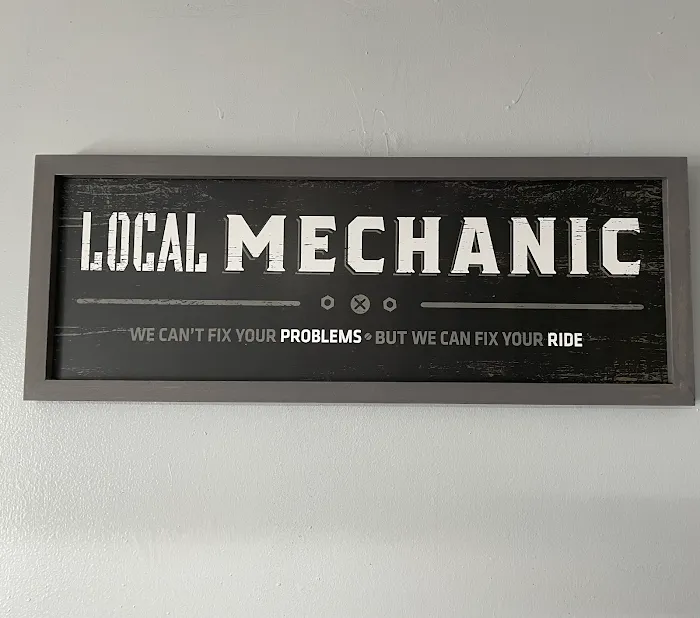 LOCAL MECHANIC
WE CAN'T FIX YOUR PROBLEMS • BUT WE CAN FIX YOUR RIDE